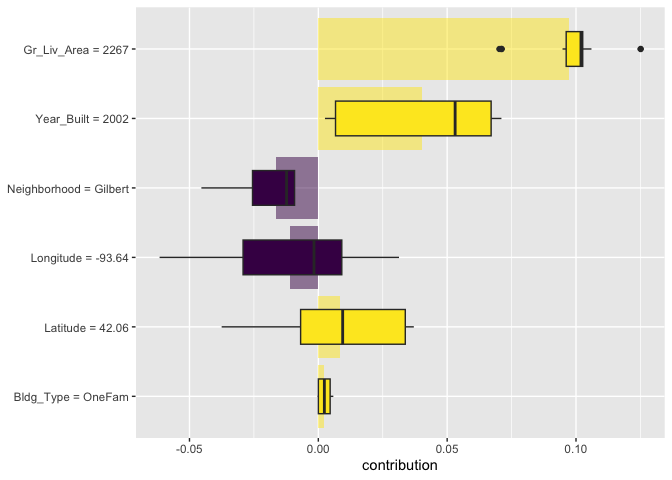 Gr_Liv_Area = 2267
Year_Built = 2002
Neighborhood = Gilbert
Longitude = -93.64
Latitude = 42.06
Bldg_Type = OneFam
-0.05 0.00 0.05 0.10
contribution